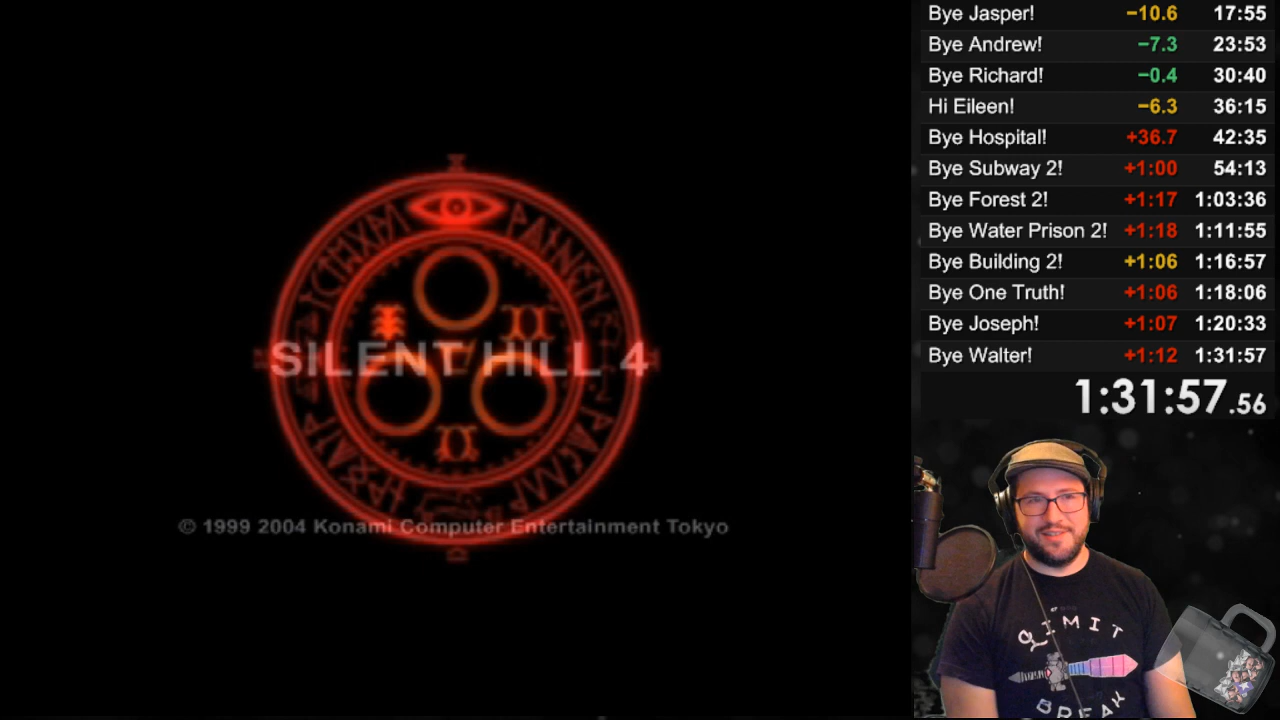 SILENT HILL 4
© 1999 2004 Konami Computer Entertainment Tokyo
Bye Jasper! −10.6 17:55
Bye Andrew! −7.3 23:53
Bye Richard! −0.4 30:40
Hi Eileen! −6.3 36:15
Bye Hospital! +36.7 42:35
Bye Subway 2! +1:00 54:13
Bye Forest 2! +1:17 1:03:36
Bye Water Prison 2! +1:18 1:11:55
Bye Building 2! +1:06 1:16:57
Bye One Truth! +1:06 1:18:06
Bye Joseph! +1:07 1:20:33
Bye Walter! +1:12 1:31:57
1:31:57.56
LIMIT
BREAK